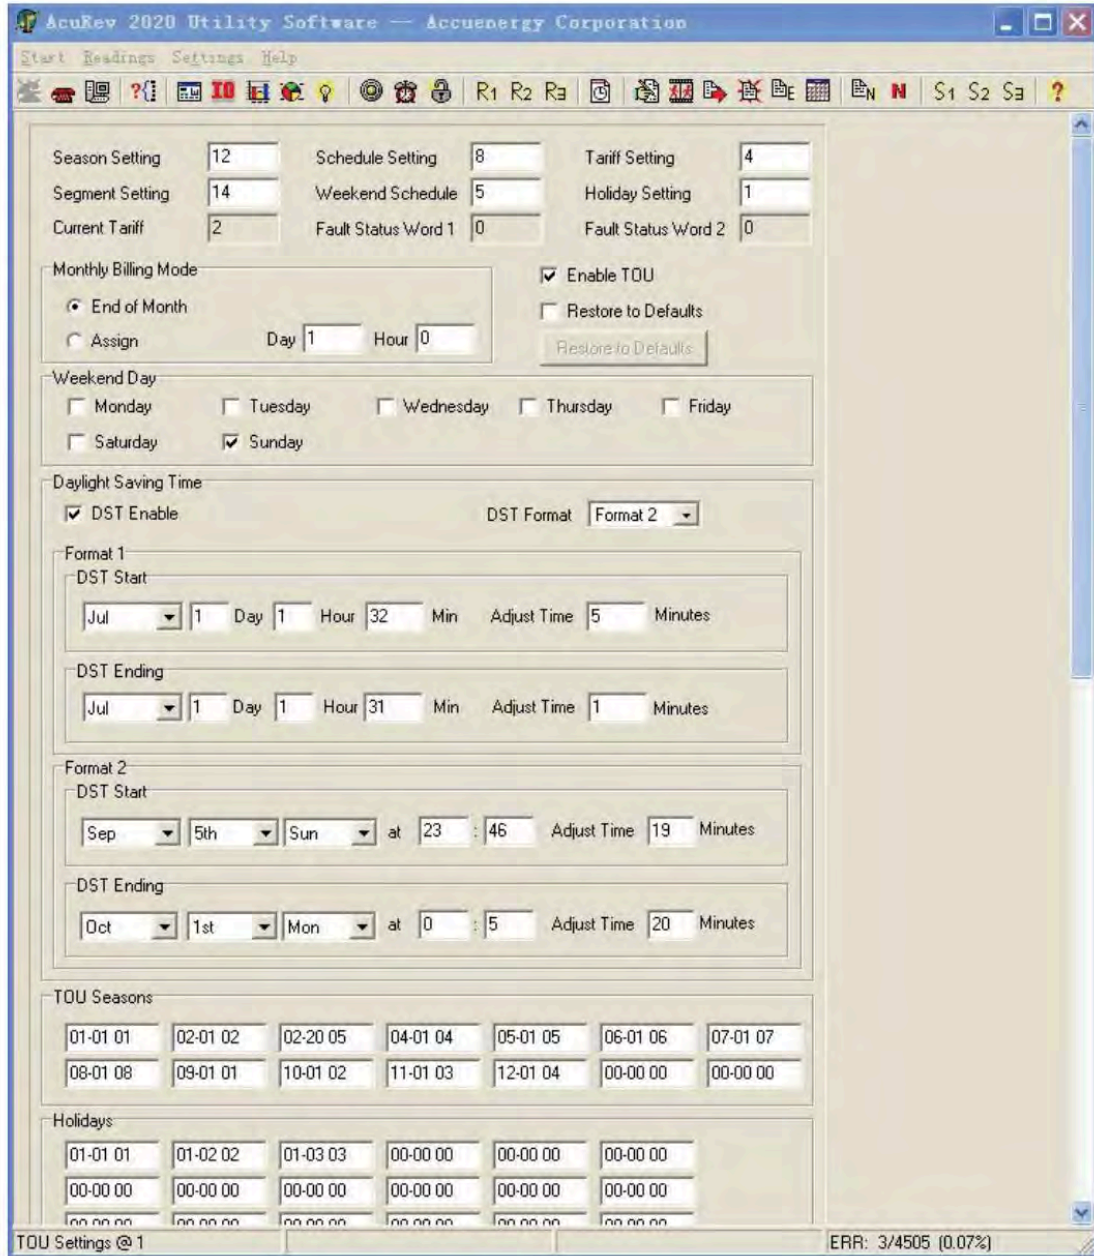 AcuRev 2020 Utility Software -- Accuenergy Corporation
Start Readings Settings Help
?{} IO R1 R2 R3 E N N S1 S2 S3 ?
Season Setting 12 Schedule Setting 8 Tariff Setting 4
Segment Setting 14 Weekend Schedule 5 Holiday Setting 1
Current Tariff 2 Fault Status Word 1 0 Fault Status Word 2 0
Monthly Billing Mode
Enable TOU
End of Month
Restore to Defaults
Assign Day 1 Hour 0
Restore to Defaults
Weekend Day
Monday Tuesday Wednesday Thursday Friday
Saturday Sunday
Daylight Saving Time
DST Enable DST Format Format 2
Format 1
DST Start
Jul 1 Day 1 Hour 32 Min Adjust Time 5 Minutes
DST Ending
Jul 1 Day 1 Hour 31 Min Adjust Time 1 Minutes
Format 2
DST Start
Sep 5th Sun at 23 : 46 Adjust Time 19 Minutes
DST Ending
Oct 1st Mon at 0 : 5 Adjust Time 20 Minutes
TOU Seasons
01-01 01 02-01 02 02-20 05 04-01 04 05-01 05 06-01 06 07-01 07
08-01 08 09-01 01 10-01 02 11-01 03 12-01 04 00-00 00 00-00 00
Holidays
01-01 01 01-02 02 01-03 03 00-00 00 00-00 00 00-00 00
00-00 00 00-00 00 00-00 00 00-00 00 00-00 00 00-00 00
TOU Settings @ 1 ERR: 3/4505 (0.07%)